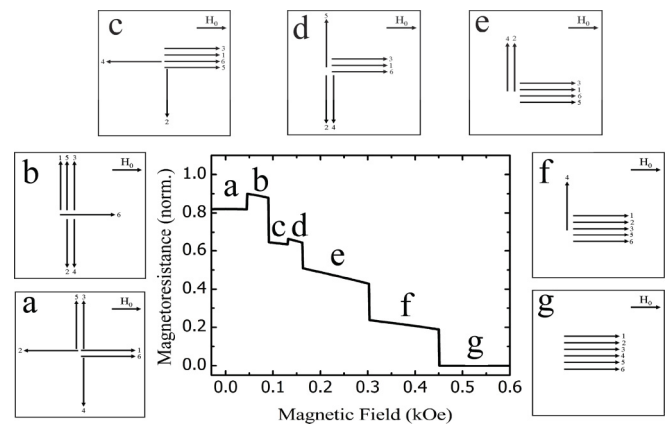 c
H₀
3
1
6
5
4
2
d
H₀
5
3
1
6
2 4
e
H₀
4 2
3
1
6
5
b
H₀
1 5 3
6
2 4
a
H₀
5 3
2
1
6
4
Magnetoresistance (norm.)
1.0
0.8
0.6
0.4
0.2
0.0
a
b
c
d
e
f
g
0.0 0.1 0.2 0.3 0.4 0.5 0.6
Magnetic Field (kOe)
f
H₀
4
1
2
3
5
6
g
H₀
1
2
3
4
5
6